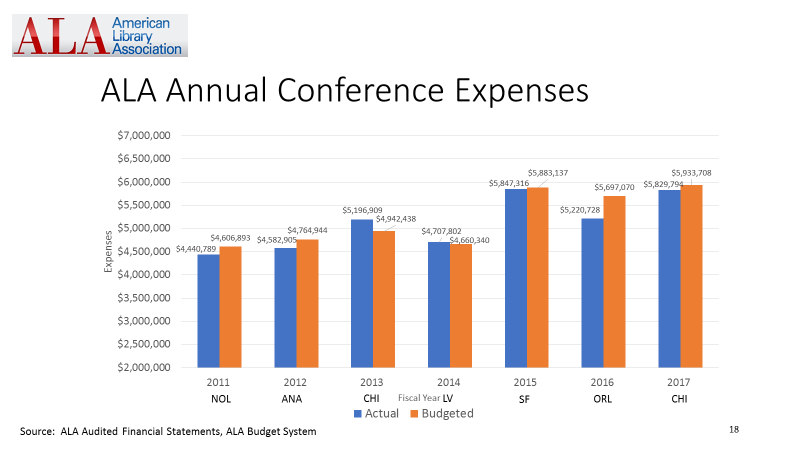 ALA American
Library
Association
ALA Annual Conference Expenses
$7,000,000
$6,500,000
$6,000,000
$5,500,000
$5,000,000
$4,500,000
$4,000,000
$3,500,000
$3,000,000
$2,500,000
$2,000,000
Expenses
$4,440,789 $4,606,893
$4,582,905 $4,764,944
$5,196,909 $4,942,438
$4,707,802 $4,660,340
$5,847,316 $5,883,137
$5,220,728 $5,697,070
$5,829,794 $5,933,708
2011 2012 2013 2014 2015 2016 2017
NOL ANA CHI Fiscal Year LV SF ORL CHI
Actual Budgeted
Source: ALA Audited Financial Statements, ALA Budget System
18